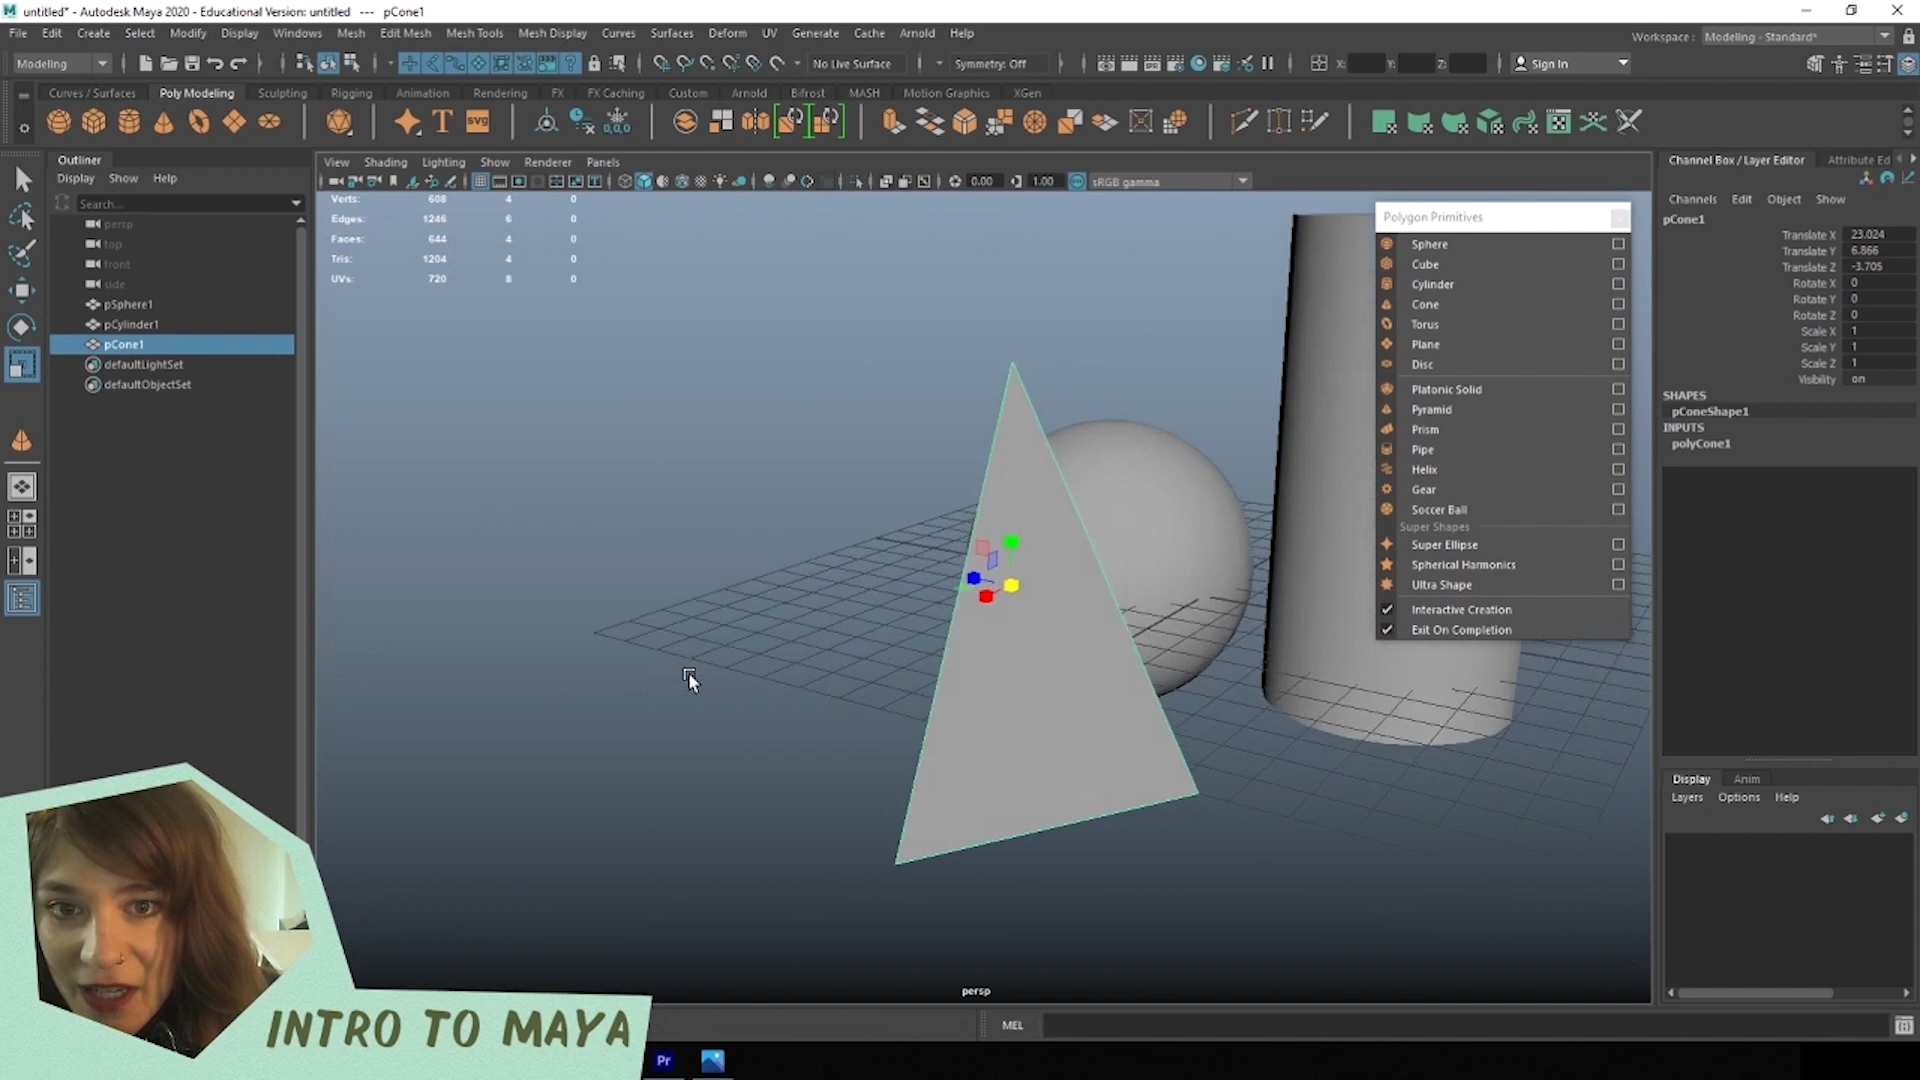 untitled* - Autodesk Maya 2020 - Educational Version: untitled   ---   pCone1
File Edit Create Select Modify Display Windows Mesh Edit Mesh Mesh Tools Mesh Display Curves Surfaces Deform UV Generate Cache Arnold Help
Workspace : Modeling - Standard*
Modeling No Live Surface Symmetry: Off X: Y: Z: Sign In
Curves / Surfaces Poly Modeling Sculpting Rigging Animation Rendering FX FX Caching Custom Arnold Bifrost MASH Motion Graphics XGen
T SVG 0,0,0
Outliner
Display Show Help
Search...
persp
top
front
side
pSphere1
pCylinder1
pCone1
defaultLightSet
defaultObjectSet
View Shading Lighting Show Renderer Panels
0.00 1.00 sRGB gamma
Verts: 608 4 0
Edges: 1246 6 0
Faces: 644 4 0
Tris: 1204 4 0
UVs: 720 8 0
persp
Polygon Primitives
Sphere
Cube
Cylinder
Cone
Torus
Plane
Disc
Platonic Solid
Pyramid
Prism
Pipe
Helix
Gear
Soccer Ball
Super Shapes
Super Ellipse
Spherical Harmonics
Ultra Shape
Interactive Creation
Exit On Completion
Channel Box / Layer Editor Attribute Ed
Channels Edit Object Show
pCone1
Translate X 23.024
Translate Y 6.866
Translate Z -3.705
Rotate X 0
Rotate Y 0
Rotate Z 0
Scale X 1
Scale Y 1
Scale Z 1
Visibility on
SHAPES
pConeShape1
INPUTS
polyCone1
Display Anim
Layers Options Help
MEL
INTRO TO MAYA
Pr